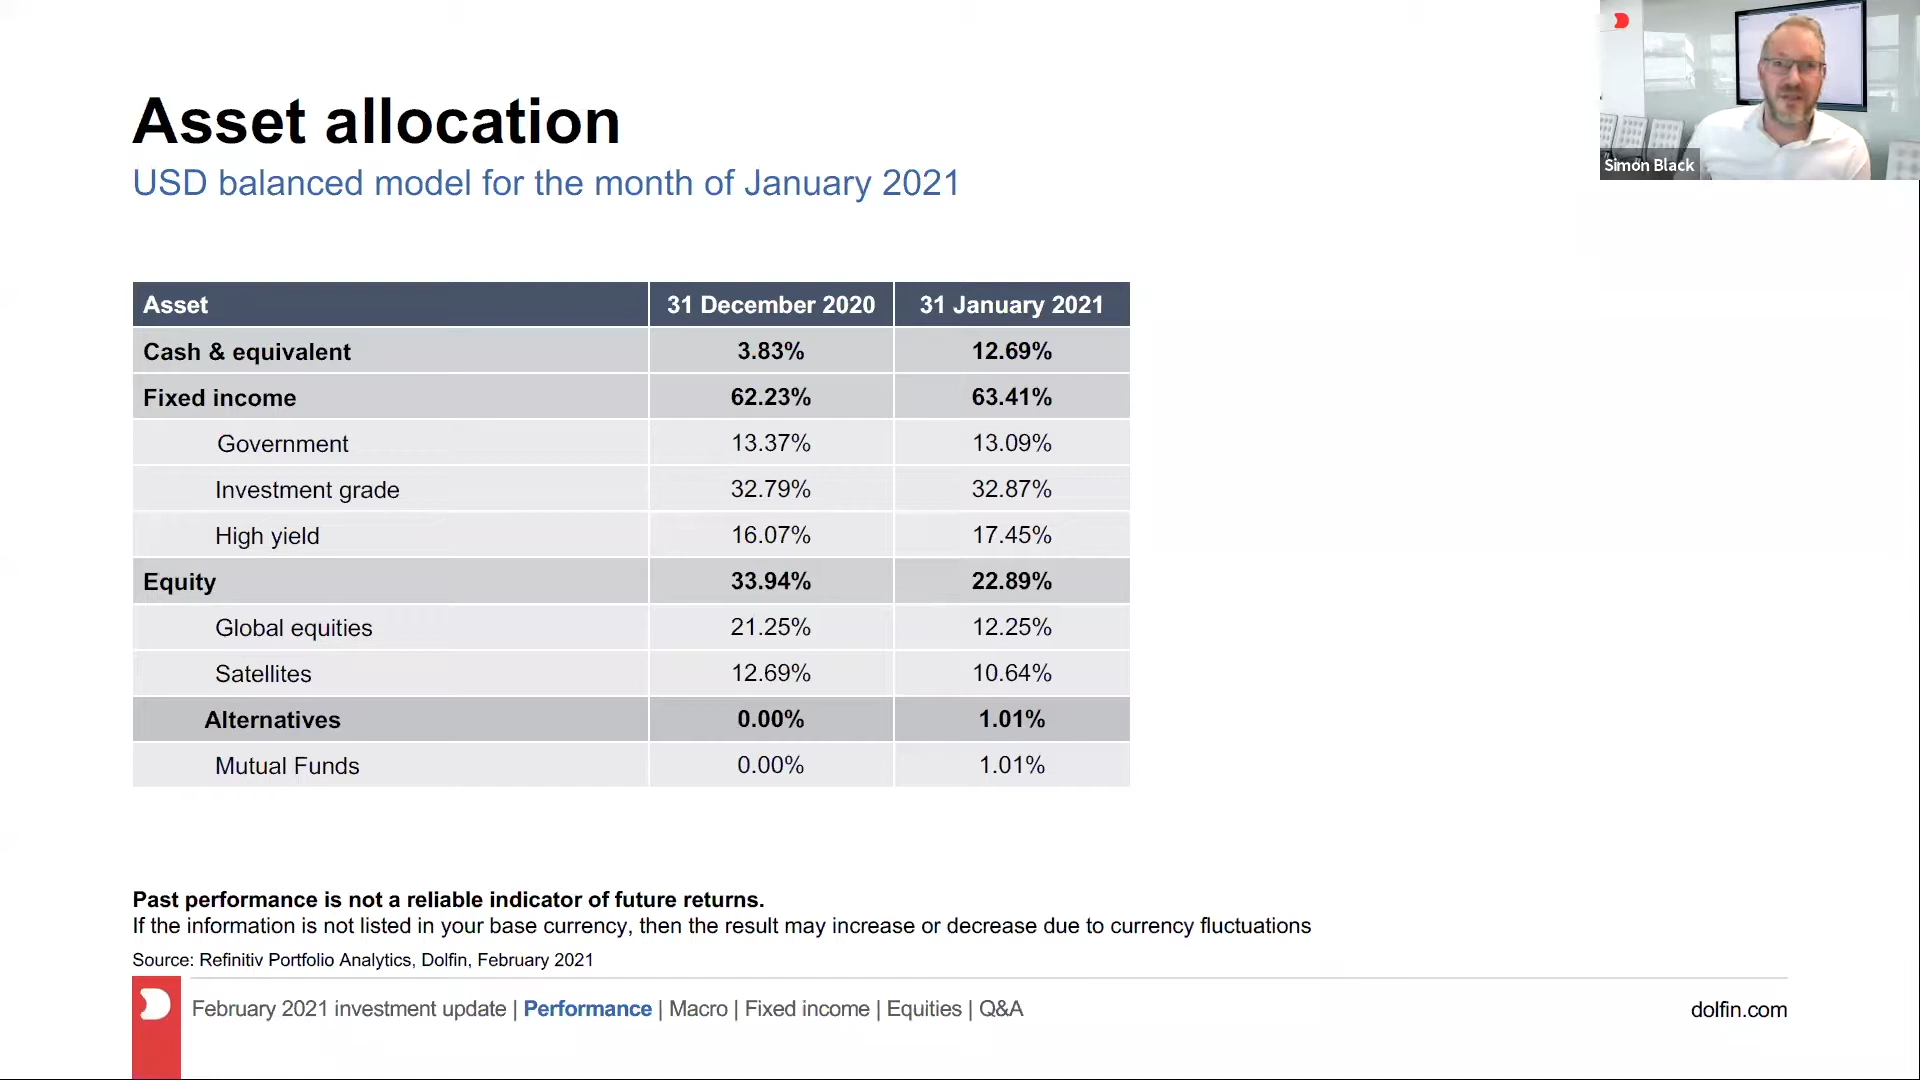 Simon Black
Asset allocation
USD balanced model for the month of January 2021
Asset 31 December 2020 31 January 2021
Cash & equivalent 3.83% 12.69%
Fixed income 62.23% 63.41%
Government 13.37% 13.09%
Investment grade 32.79% 32.87%
High yield 16.07% 17.45%
Equity 33.94% 22.89%
Global equities 21.25% 12.25%
Satellites 12.69% 10.64%
Alternatives 0.00% 1.01%
Mutual Funds 0.00% 1.01%
Past performance is not a reliable indicator of future returns.
If the information is not listed in your base currency, then the result may increase or decrease due to currency fluctuations
Source: Refinitiv Portfolio Analytics, Dolfin, February 2021
February 2021 investment update | Performance | Macro | Fixed income | Equities | Q&A
dolfin.com